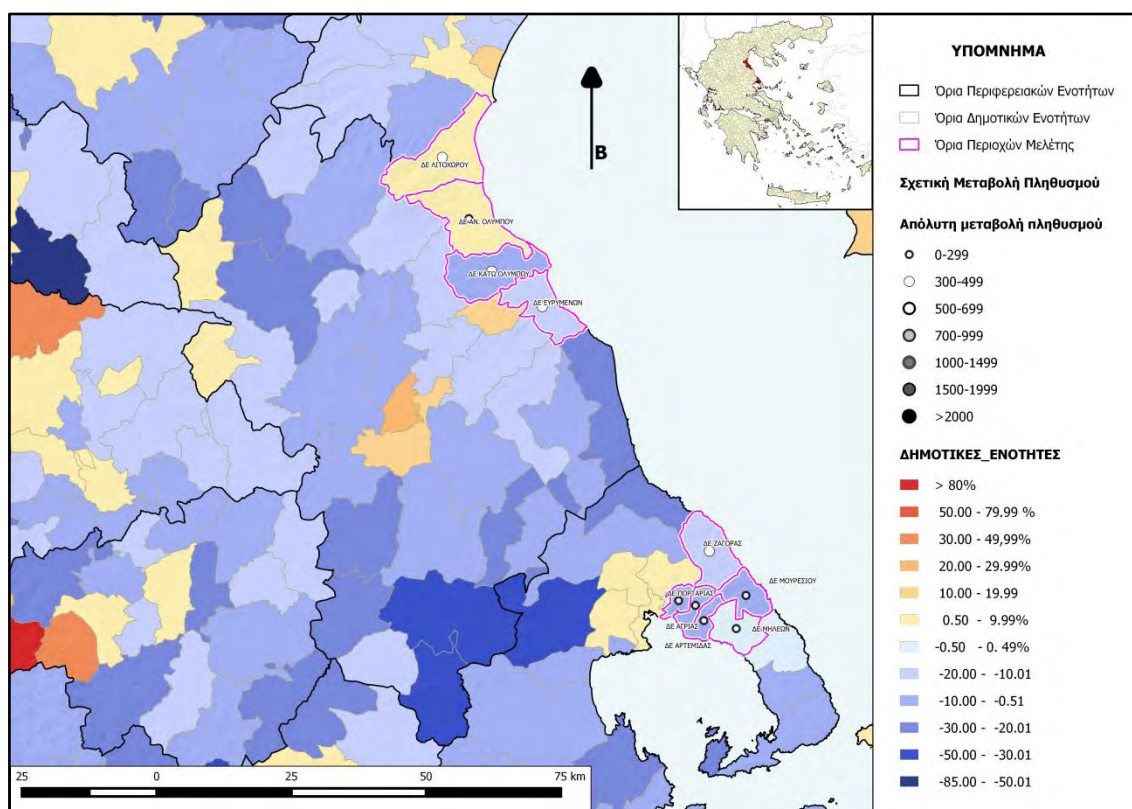 ΔΕ ΛΙΤΟΧΩΡΟΥ
Β
ΔΕ ΑΝ. ΟΛΥΜΠΟΥ
ΔΕ ΚΑΤΩ ΟΛΥΜΠΟΥ
ΔΕ ΕΥΡΥΜΕΝΩΝ
ΔΕ ΖΑΓΟΡΑΣ
ΔΕ ΜΟΥΡΕΣΙΟΥ
ΔΕ ΠΟΡΤΑΡΙΑΣ
ΔΕ ΑΓΡΙΑΣ
ΔΕ ΜΗΛΕΩΝ
ΔΕ ΑΡΤΕΜΙΔΑΣ
25 0 25 50 75 km
ΥΠΟΜΝΗΜΑ
Όρια Περιφερειακών Ενοτήτων
Όρια Δημοτικών Ενοτήτων
Όρια Περιοχών Μελέτης
Σχετική Μεταβολή Πληθυσμού
Απόλυτη μεταβολή πληθυσμού
0-299
300-499
500-699
700-999
1000-1499
1500-1999
>2000
ΔΗΜΟΤΙΚΕΣ_ΕΝΟΤΗΤΕΣ
> 80%
50.00 - 79.99 %
30.00 - 49,99%
20.00 - 29.99%
10.00 - 19.99
0.50 - 9.99%
-0.50 - 0. 49%
-20.00 - -10.01
-10.00 - -0.51
-30.00 - -20.01
-50.00 - -30.01
-85.00 - -50.01